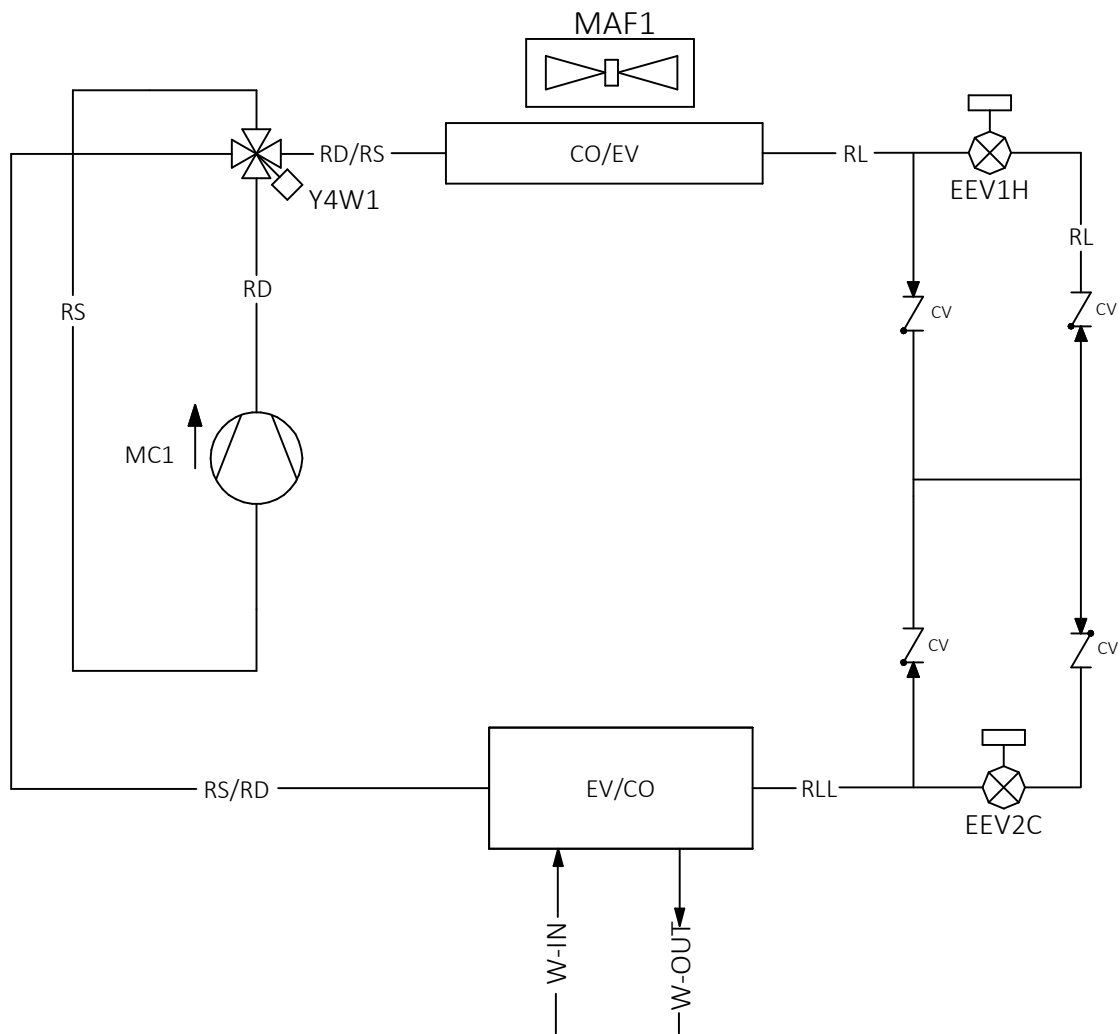 MAF1
RD/RS
CO/EV
RL
Y4W1
EEV1H
RL
RD
RS
CV
CV
MC1
CV
CV
RS/RD
EV/CO
RLL
EEV2C
W-IN
W-OUT